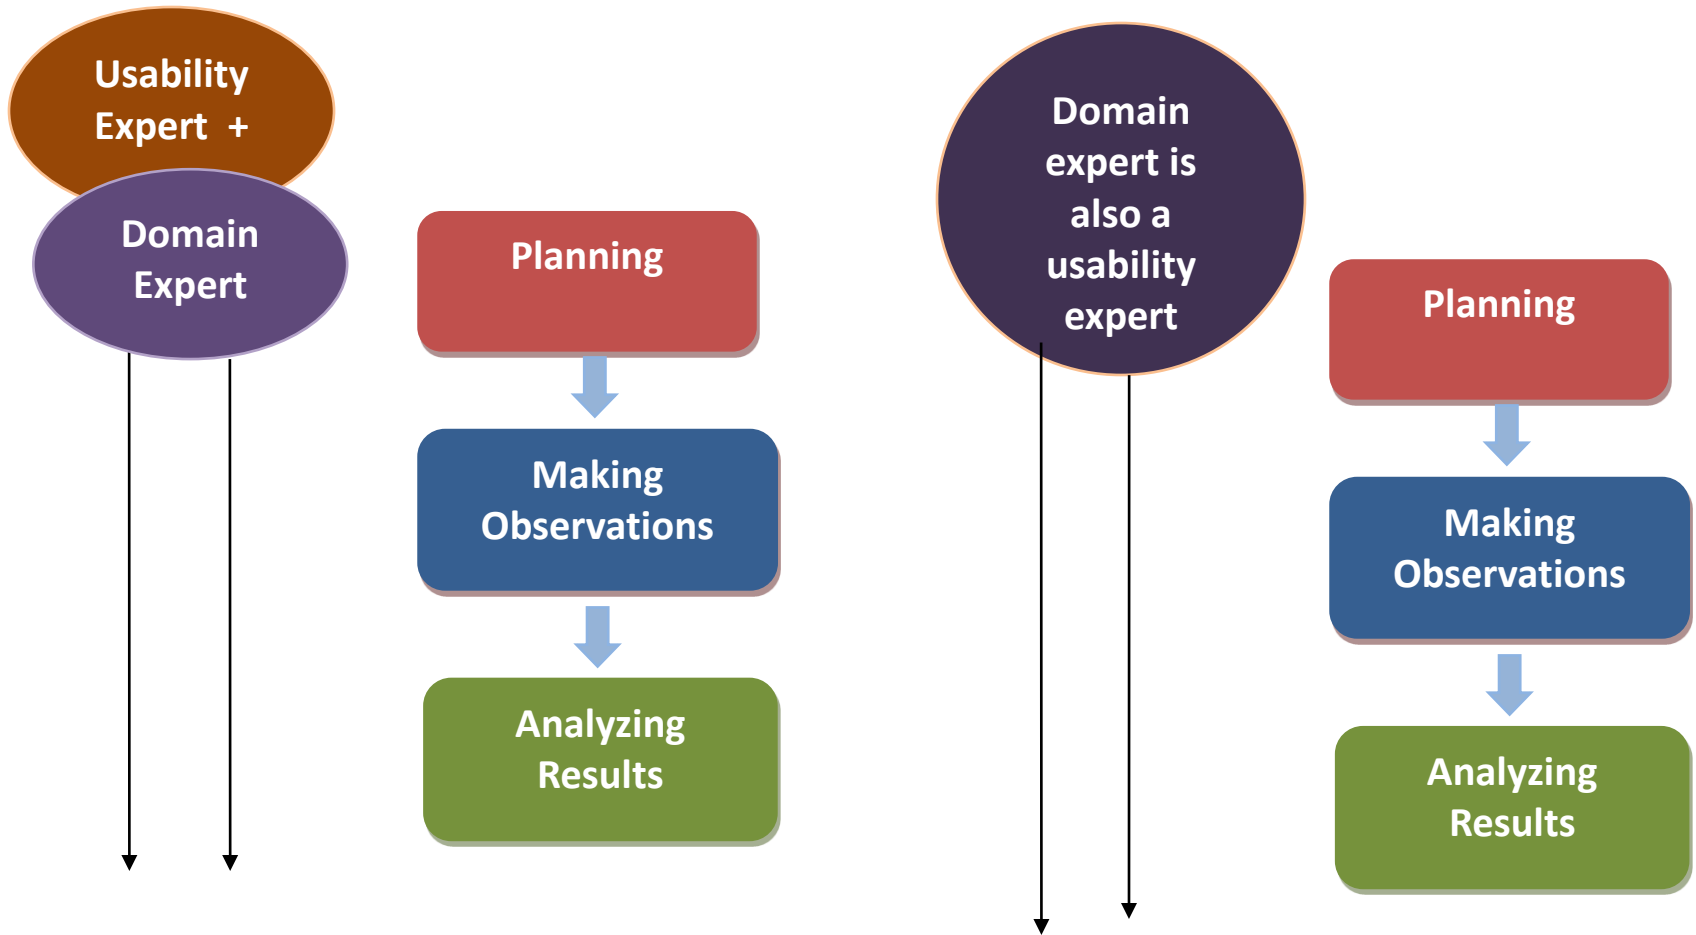 Usability
Expert  +
Domain
Expert
Planning
Making
Observations
Analyzing
Results
Domain
expert is
also a
usability
expert
Planning
Making
Observations
Analyzing
Results